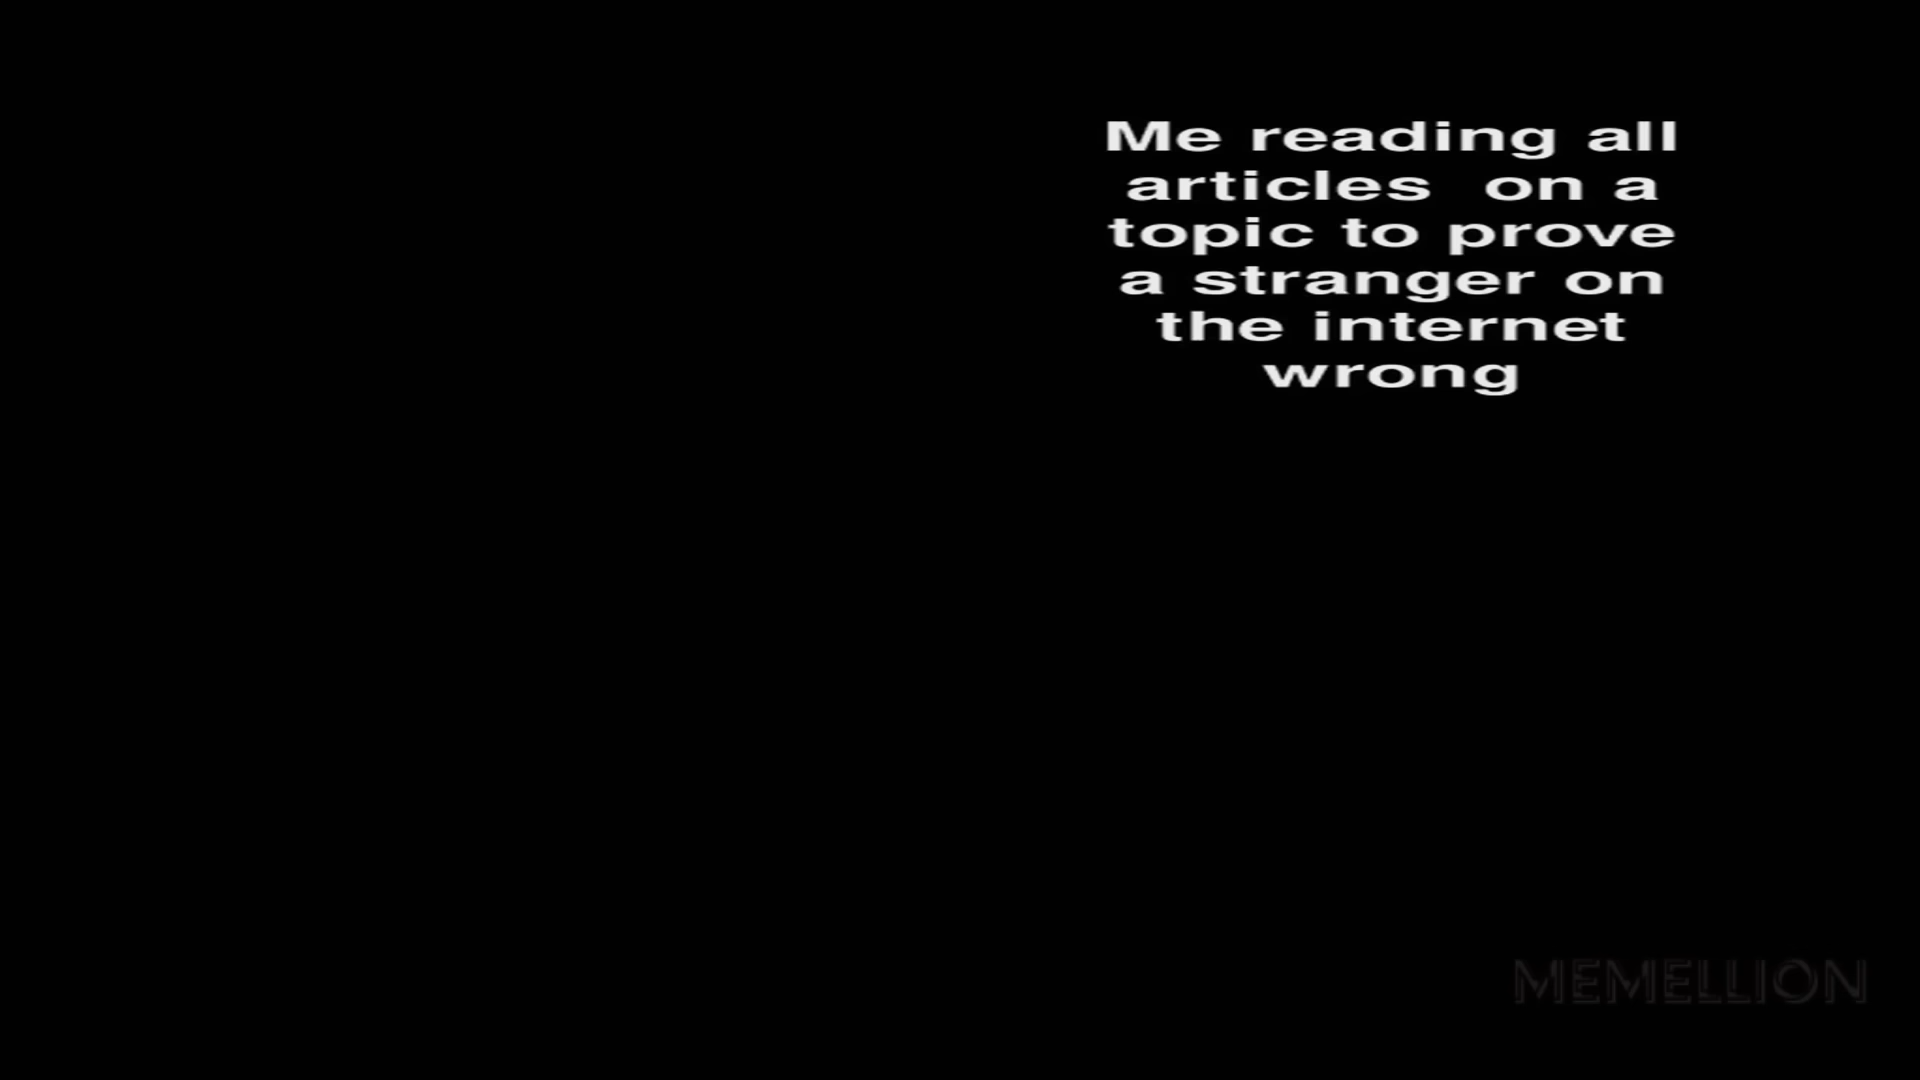 Me reading all
articles  on a
topic to prove
a stranger on
the internet
wrong
MEMELLION